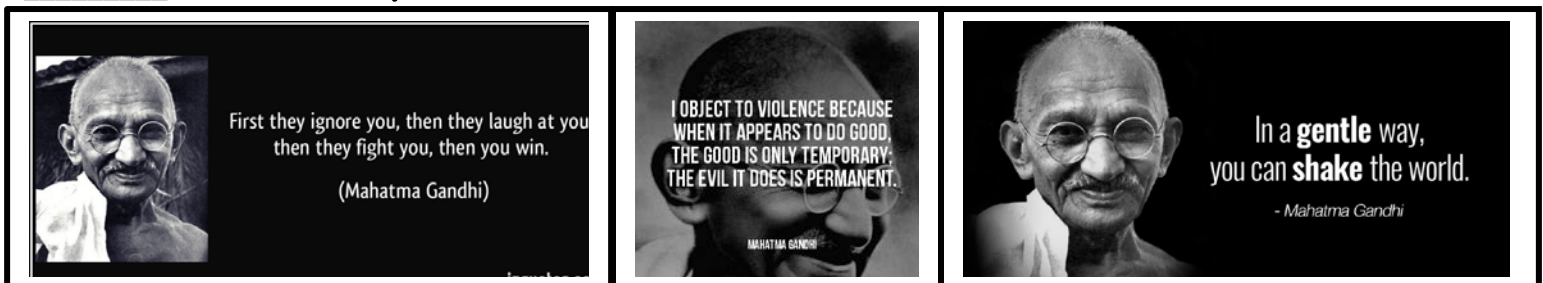 First they ignore you, then they laugh at you
then they fight you, then you win.
(Mahatma Gandhi)
I OBJECT TO VIOLENCE BECAUSE
WHEN IT APPEARS TO DO GOOD,
THE GOOD IS ONLY TEMPORARY;
THE EVIL IT DOES IS PERMANENT.
MAHATMA GANDHI
In a gentle way,
you can shake the world.
- Mahatma Gandhi